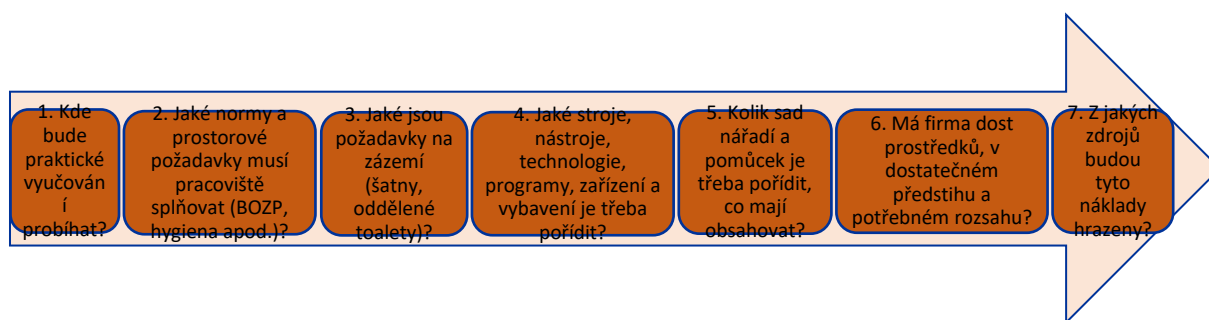 1. Kde
bude
praktické
vyučován
í
probíhat?
2. Jaké normy a
prostorové
požadavky musí
pracoviště
splňovat (BOZP,
hygiena apod.)?
3. Jaké jsou
požadavky na
zázemí
(šatny,
oddělené
toalety)?
4. Jaké stroje,
nástroje,
technologie,
programy, zařízení a
vybavení je třeba
pořídit?
5. Kolik sad
nářadí a
pomůcek je
třeba pořídit,
co mají
obsahovat?
6. Má firma dost
prostředků, v
dostatečném
předstihu a
potřebném rozsahu?
7. Z jakých
zdrojů
budou
tyto
náklady
hrazeny?